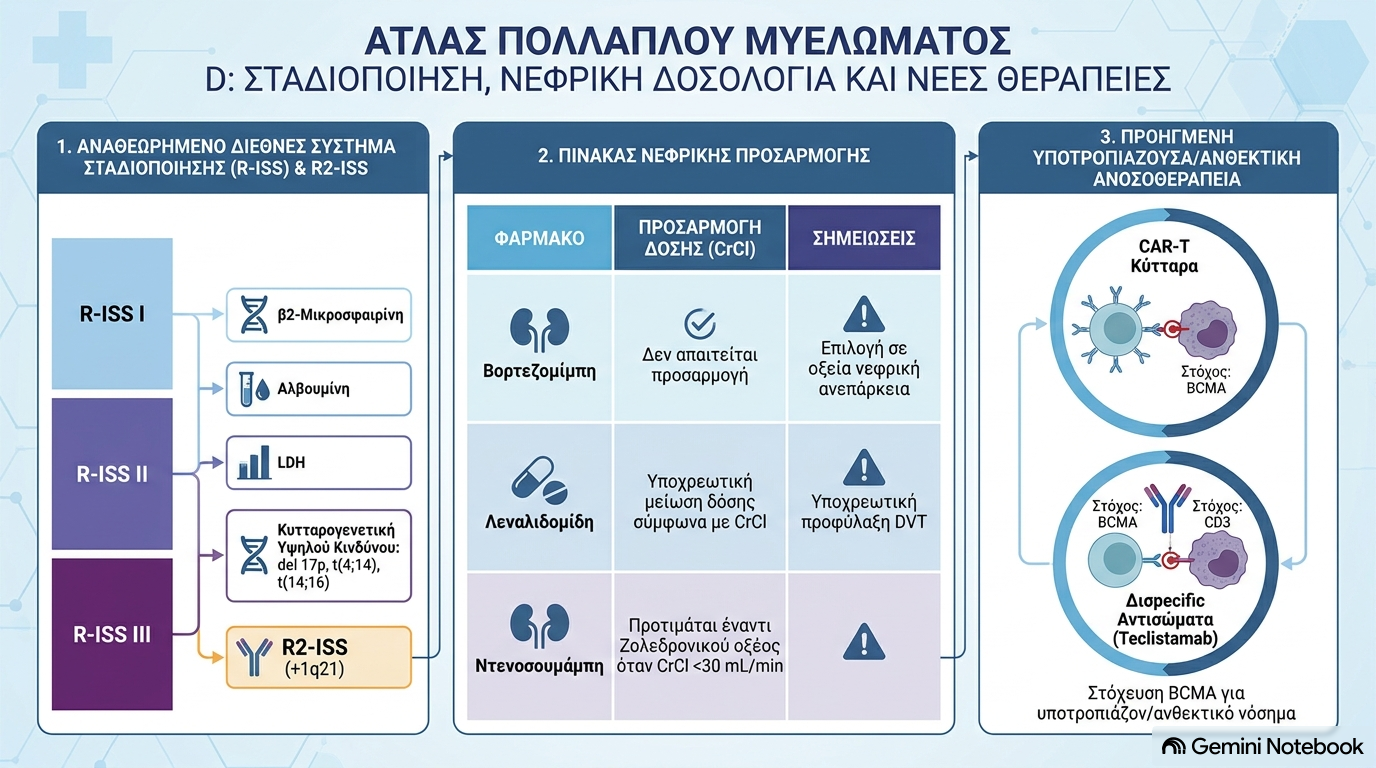 ΑΤΛΑΣ ΠΟΛΛΑΠΛΟΥ ΜΥΕΛΩΜΑΤΟΣ
D: ΣΤΑΔΙΟΠΟΙΗΣΗ, ΝΕΦΡΙΚΗ ΔΟΣΟΛΟΓΙΑ ΚΑΙ ΝΕΕΣ ΘΕΡΑΠΕΙΕΣ
1. ΑΝΑΘΕΩΡΗΜΕΝΟ ΔΙΕΘΝΕΣ ΣΥΣΤΗΜΑ
ΣΤΑΔΙΟΠΟΙΗΣΗΣ (R-ISS) & R2-ISS
R-ISS I
R-ISS II
R-ISS III
β2-Μικροσφαιρίνη
Αλβουμίνη
LDH
Κυτταρογενετική
Υψηλού Κινδύνου:
del 17p, t(4;14),
t(14;16)
R2-ISS
(+1q21)
2. ΠΙΝΑΚΑΣ ΝΕΦΡΙΚΗΣ ΠΡΟΣΑΡΜΟΓΗΣ
ΦΑΡΜΑΚΟ
ΠΡΟΣΑΡΜΟΓΗ
ΔΟΣΗΣ (CrCl)
ΣΗΜΕΙΩΣΕΙΣ
Βορτεζομίμπη
Δεν απαιτείται
προσαρμογή
Επιλογή σε
οξεία νεφρική
ανεπάρκεια
Λεναλιδομίδη
Υποχρεωτική
μείωση δόσης
σύμφωνα με CrCl
Υποχρεωτική
προφύλαξη DVT
Ντενοσουμάμπη
Προτιμάται έναντι
Ζολεδρονικού οξέος
όταν CrCl <30 mL/min
3. ΠΡΟΗΓΜΕΝΗ
ΥΠΟΤΡΟΠΙΑΖΟΥΣΑ/ΑΝΘΕΚΤΙΚΗ
ΑΝΟΣΟΘΕΡΑΠΕΙΑ
CAR-T
Κύτταρα
Στόχος:
BCMA
Στόχος:
BCMA
Στόχος:
CD3
Διspecific
Αντισώματα
(Teclistamab)
Στόχευση BCMA για
υποτροπιάζον/ανθεκτικό νόσημα
Gemini Notebook